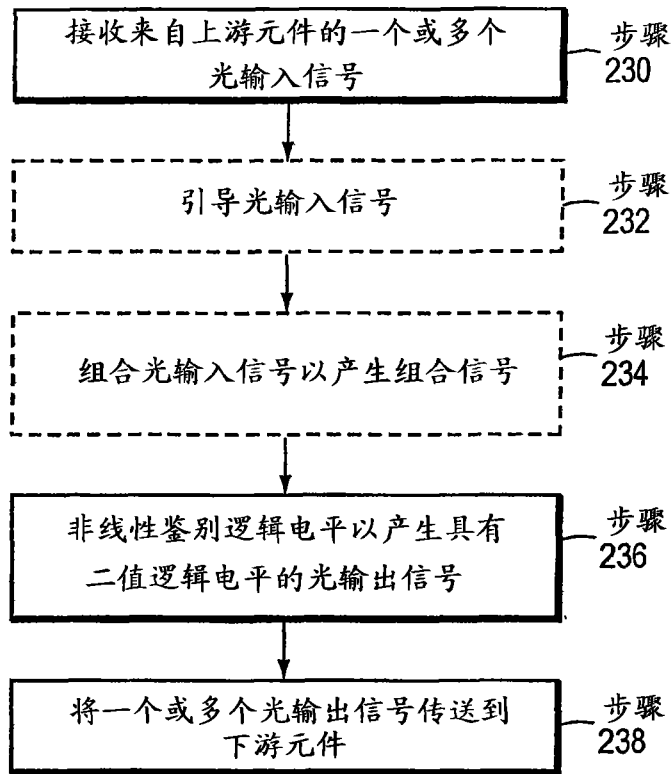 接收来自上游元件的一个或多个
光输入信号
步骤
230
引导光输入信号
步骤
232
组合光输入信号以产生组合信号
步骤
234
非线性鉴别逻辑电平以产生具有
二值逻辑电平的光输出信号
步骤
236
将一个或多个光输出信号传送到
下游元件
步骤
238